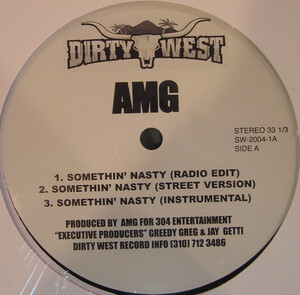 DIRTY WEST
AMG
STEREO 33 1/3
SW-2004-1A
SIDE A
1. SOMETHIN' NASTY (RADIO EDIT)
2. SOMETHIN' NASTY (STREET VERSION)
3. SOMETHIN' NASTY (INSTRUMENTAL)
PRODUCED BY AMG FOR 304 ENTERTAINMENT
"EXECUTIVE PRODUCERS" GREEDY GREG & JAY GETTI
DIRTY WEST RECORD INFO (310) 712 3486